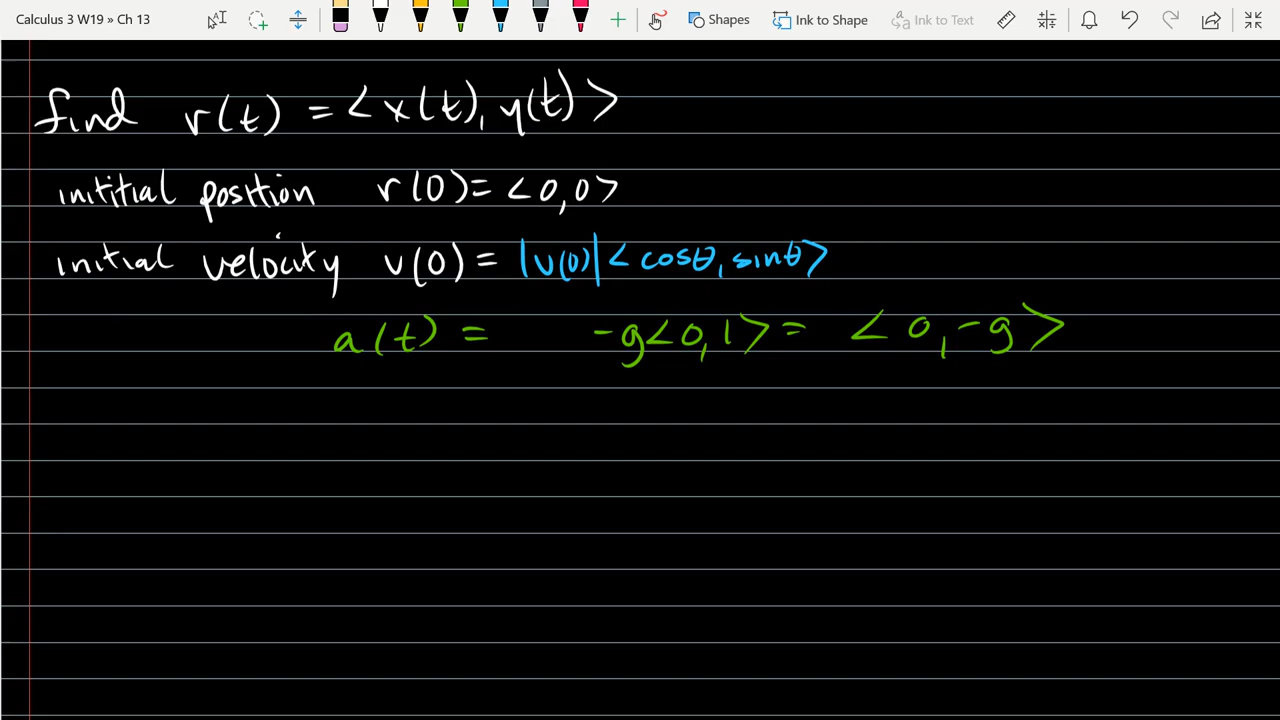 Calculus 3 W19 » Ch 13
Shapes
Ink to Shape
Ink to Text
find r(t) = <x(t), y(t)>
initital position r(0) = <0,0>
initial velocity v(0) = |v(0)|<cosθ, sinθ>
a(t) = -g<0,1> = <0,-g>